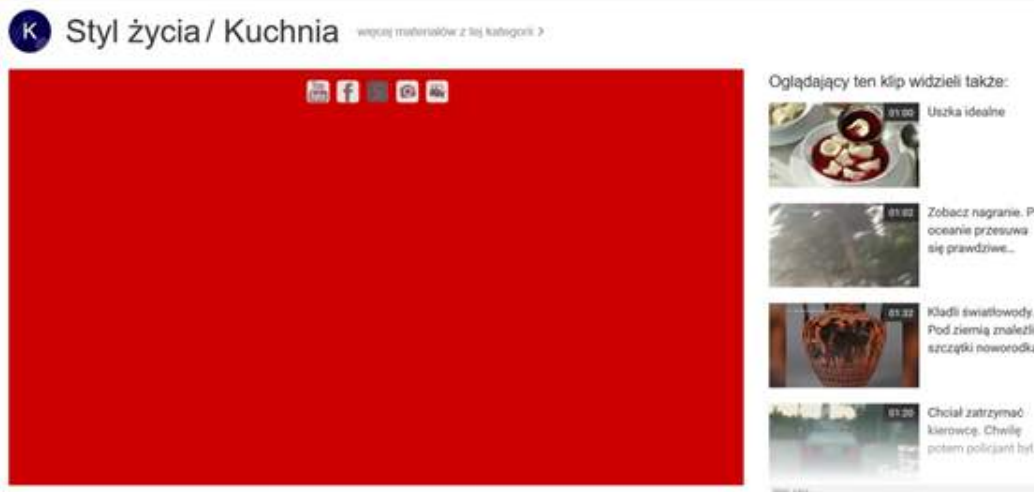 K
Styl życia / Kuchnia
więcej materiałów z tej kategorii >
Oglądający ten klip widzieli także:
01:00
Uszka idealne
01:02
Zobacz nagranie. P
oceanie przesuwa
się prawdziwe...
01:32
Kładli światłowody.
Pod ziemią znaleźli
szczątki noworodka
01:20
Chciał zatrzymać
kierowcę. Chwilę
potem policjant był